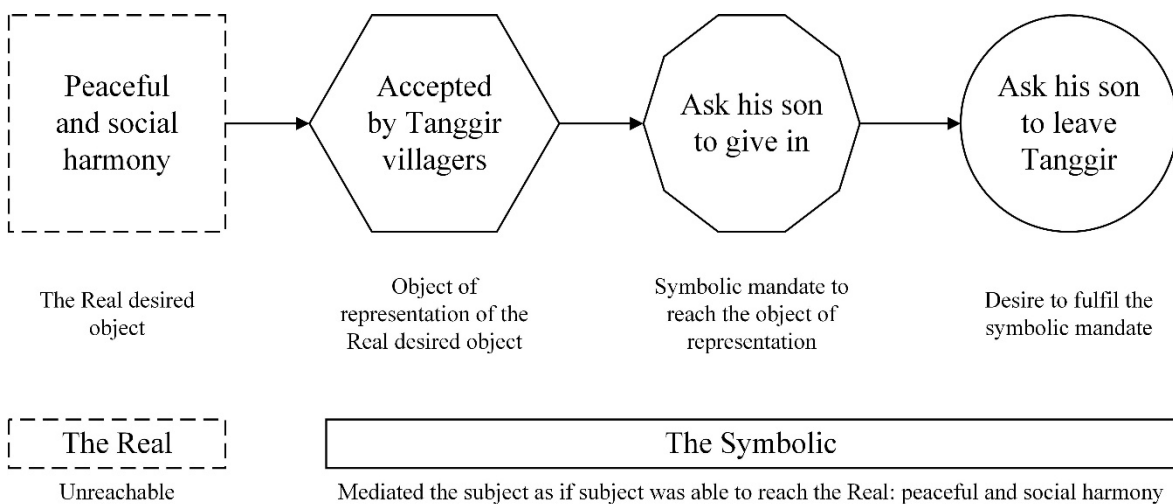 Peaceful
and social
harmony
Accepted
by Tanggir
villagers
Ask his son
to give in
Ask his son
to leave
Tanggir
The Real desired
object
Object of
representation of the
Real desired object
Symbolic mandate to
reach the object of
representation
Desire to fulfil the
symbolic mandate
The Real
The Symbolic
Unreachable
Mediated the subject as if subject was able to reach the Real: peaceful and social harmony